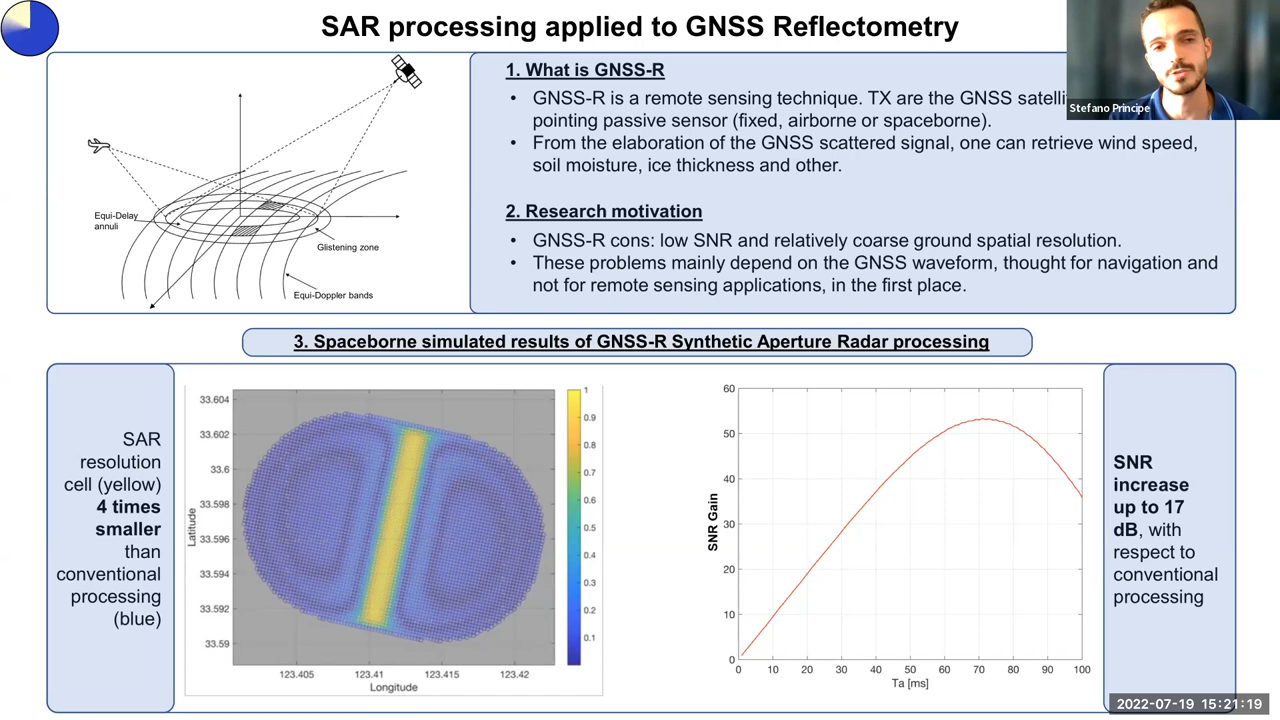 SAR processing applied to GNSS Reflectometry
Stefano Principe
Equi-Delay
annuli
Glistening zone
Equi-Doppler bands
1. What is GNSS-R
• GNSS-R is a remote sensing technique. TX are the GNSS
pointing passive sensor (fixed, airborne or spaceborne).
• From the elaboration of the GNSS scattered signal, one can retrieve wind speed,
soil moisture, ice thickness and other.
2. Research motivation
• GNSS-R cons: low SNR and relatively coarse ground spatial resolution.
• These problems mainly depend on the GNSS waveform, thought for navigation and
not for remote sensing applications, in the first place.
3. Spaceborne simulated results of GNSS-R Synthetic Aperture Radar processing
SAR
resolution
cell (yellow)
4 times
smaller
than
conventional
processing
(blue)
33.604
33.602
33.6
33.598
33.596
33.594
33.592
33.59
Latitude
123.405 123.41 123.415 123.42
Longitude
1
0.9
0.8
0.7
0.6
0.5
0.4
0.3
0.2
0.1
60
50
40
30
20
10
0
SNR Gain
0 10 20 30 40 50 60 70 80 90 100
Ta [ms]
SNR
increase
up to 17
dB, with
respect to
conventional
processing
2022-07-19 15:21:19